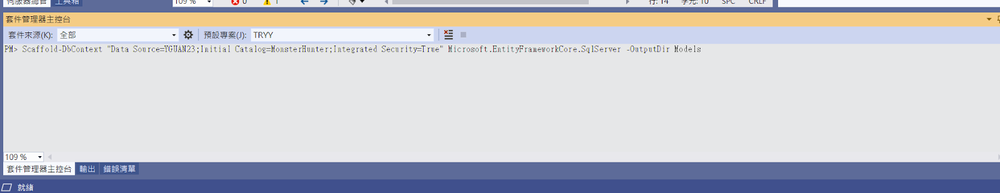 伺服器總管 工具箱 109 % 0 1 行: 14 字元: 10 SPC CRLF
套件管理器主控台
套件來源(K): 全部 預設專案(J): TRYY
PM> Scaffold-DbContext "Data Source=YGUAN23;Initial Catalog=MonsterHunter;Integrated Security=True" Microsoft.EntityFrameworkCore.SqlServer -OutputDir Models
109 %
套件管理器主控台 輸出 錯誤清單
就緒